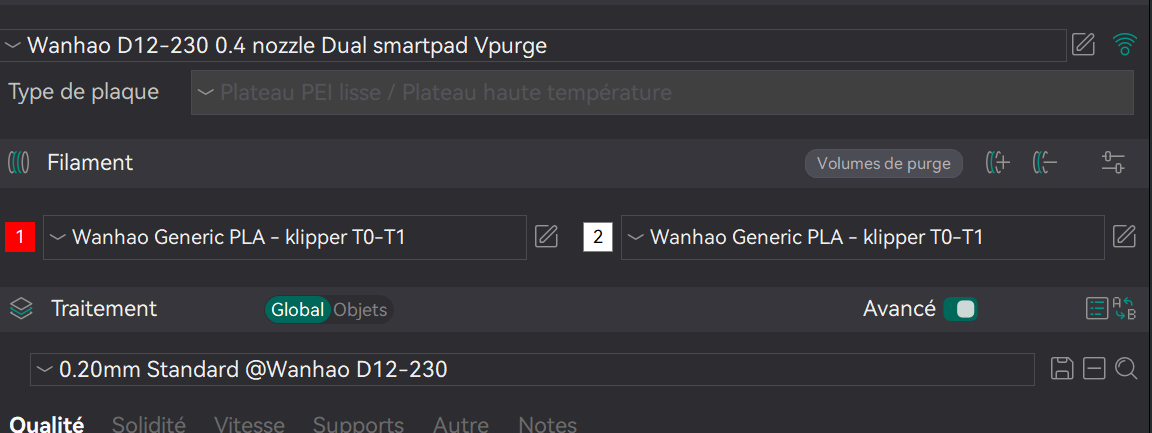 Wanhao D12-230 0.4 nozzle Dual smartpad Vpurge
Type de plaque Plateau PEI lisse / Plateau haute température
Filament Volumes de purge
1 Wanhao Generic PLA - klipper T0-T1 2 Wanhao Generic PLA - klipper T0-T1
Traitement Global Objets Avancé A B
0.20mm Standard @Wanhao D12-230
Qualité Solidité Vitesse Supports Autre Notes